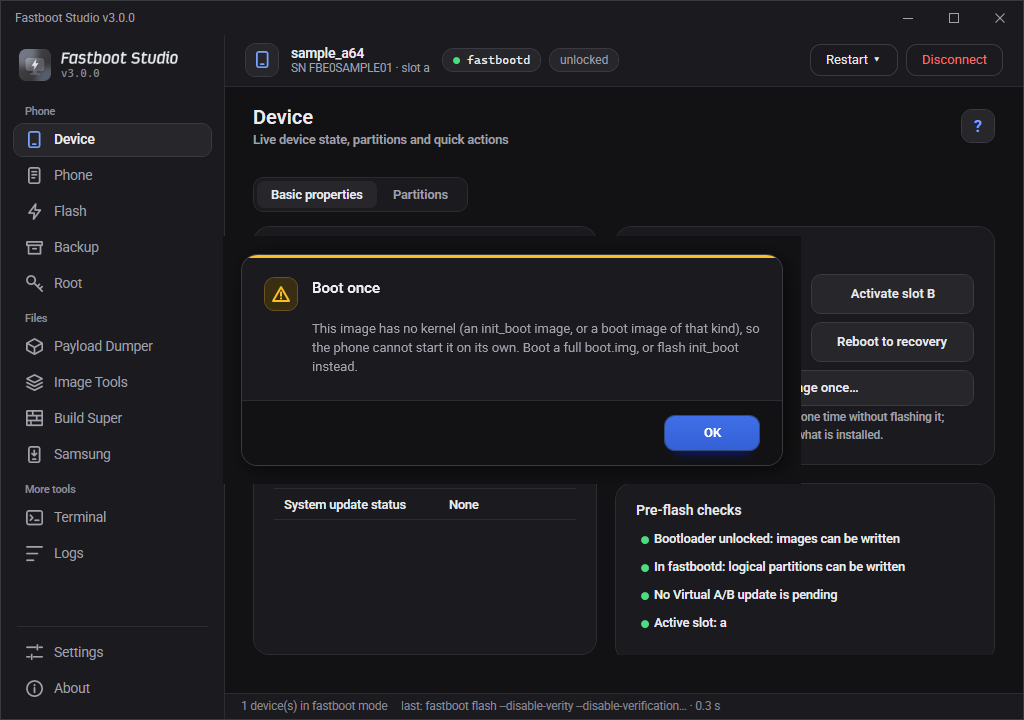 Fastboot Studio v3.0.0
Fastboot Studio
v3.0.0
sample_a64
SN FBE0SAMPLE01 · slot a
fastbootd
unlocked
Restart ▾
Disconnect
Phone
Device
Phone
Flash
Backup
Root
Files
Payload Dumper
Image Tools
Build Super
Samsung
More tools
Terminal
Logs
Settings
About
Device
Live device state, partitions and quick actions
?
Basic properties
Partitions
Activate slot B
Reboot to recovery
ge once...
one time without flashing it;
what is installed.
Boot once
This image has no kernel (an init_boot image, or a boot image of that kind), so
the phone cannot start it on its own. Boot a full boot.img, or flash init_boot
instead.
OK
System update status None
Pre-flash checks
Bootloader unlocked: images can be written
In fastbootd: logical partitions can be written
No Virtual A/B update is pending
Active slot: a
1 device(s) in fastboot mode last: fastboot flash --disable-verity --disable-verification... · 0.3 s